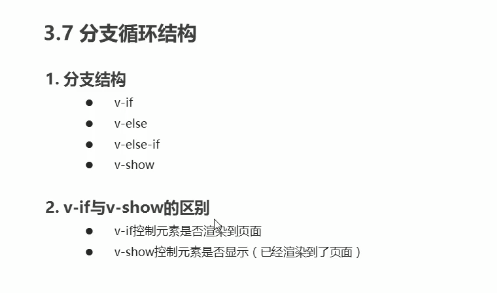 3.7 分支循环结构
1. 分支结构
● v-if
● v-else
● v-else-if
● v-show
2. v-if与v-show的区别
● v-if控制元素是否渲染到页面
● v-show控制元素是否显示（已经渲染到了页面）